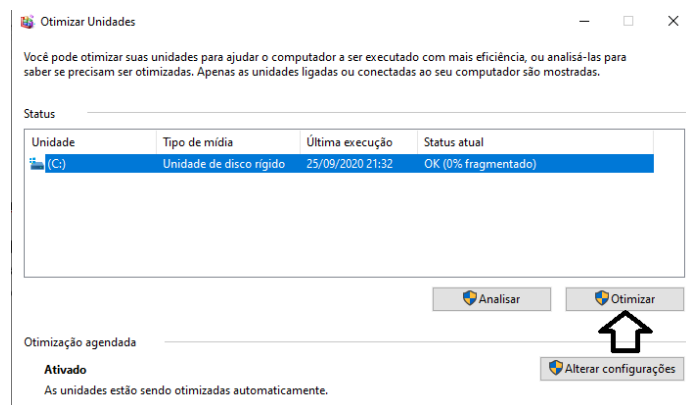 Otimizar Unidades
Você pode otimizar suas unidades para ajudar o computador a ser executado com mais eficiência, ou analisá-las para
saber se precisam ser otimizadas. Apenas as unidades ligadas ou conectadas ao seu computador são mostradas.
Status
Unidade Tipo de mídia Última execução Status atual
(C:) Unidade de disco rígido 25/09/2020 21:32 OK (0% fragmentado)
Analisar Otimizar
Otimização agendada
Ativado
Alterar configurações
As unidades estão sendo otimizadas automaticamente.